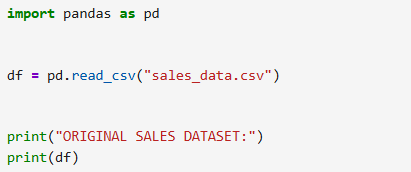 import pandas as pd
df = pd.read_csv("sales_data.csv")
print("ORIGINAL SALES DATASET:")
print(df)